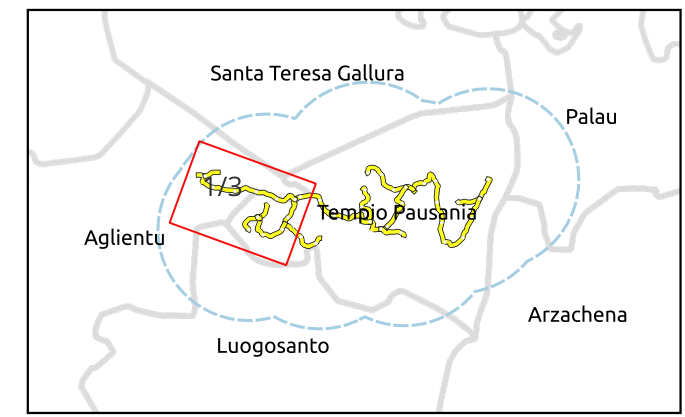 Santa Teresa Gallura
Palau
1/3
Tempio Pausania
Aglientu
Arzachena
Luogosanto